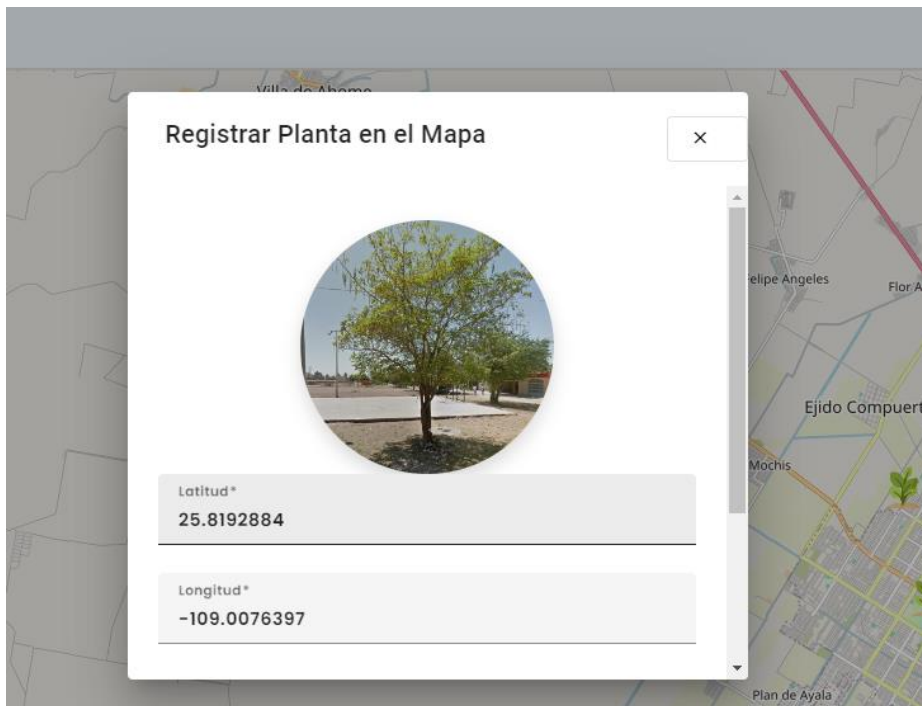 Villa de Ahome
Registrar Planta en el Mapa
×
Felipe Angeles
Flor
Ejido
Latitud*
25.8192884
Mochis
Longitud*
-109.0076397
Plan de Ayala